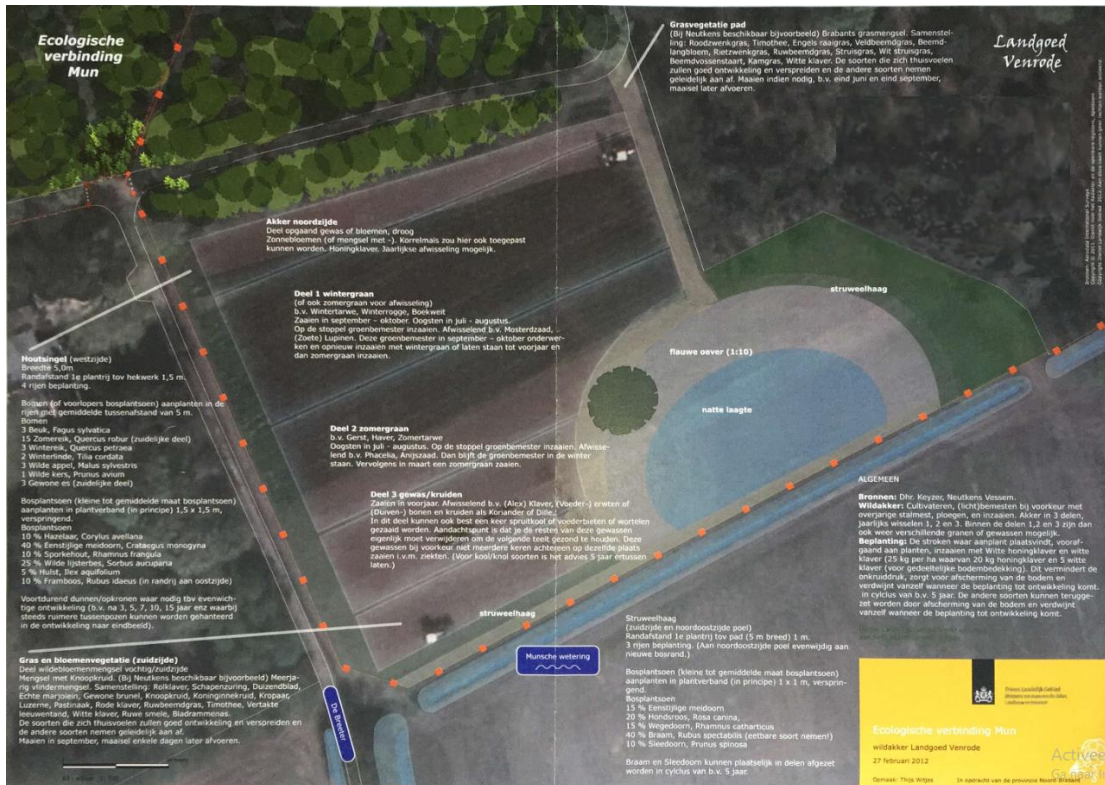 Ecologische
verbinding
Mun
Grasvegetatie pad
(Bij Neutkens beschikbaar bijvoorbeeld) Brabants grasmengsel. Samenstel-
ling: Roodzwenkgras, Timothee, Engels raaigras, Veldbeemdgras, Beemd-
langbloem, Rietzwenkgras, Ruwbeemdgras, Struisgras, Wit struisgras,
Beemdvossenstaart, Kamgras, Witte klaver. De soorten die zich thuisvoelen
zullen goed ontwikkeling en verspreiden en de andere soorten nemen
geleidelijk aan af. Maaien indien nodig, b.v. eind juni en eind september,
maaisel later afvoeren.
Landgoed
Venrode
Akker noordzijde
Deel opgaand gewas of bloemen, droog
Zonnebloemen (of mengsel met -). Korrelmaïs zou hier ook toegepast
kunnen worden. Honingklaver. Jaarlijkse afwisseling mogelijk.
Deel 1 wintergraan
(of ook zomergraan voor afwisseling)
b.v. Wintertarwe, Winterrogge, Boekweit
Zaaien in september - oktober. Oogsten in juli - augustus.
Op de stoppel groenbemester inzaaien. Afwisselend b.v. Mosterdzaad,
(Zoete) Lupinen. Deze groenbemester in september - oktober onderwer-
ken en opnieuw inzaaien met wintergraan of laten staan tot voorjaar en
dan zomergraan inzaaien.
struweelhaag
flauwe oever (1:10)
natte laagte
Houtsingel (westzijde)
Breedte 5,0m
Randafstand 1e plantrij tov hekwerk 1,5 m.
4 rijen beplanting.
Bomen (of voorlopers bosplantsoen) aanplanten in de
rijen met gemiddelde tussenafstand van 5 m.
Bomen
3 Beuk, Fagus sylvatica
15 Zomereik, Quercus robur (zuidelijke deel)
3 Wintereik, Quercus petraea
2 Winterlinde, Tilia cordata
3 Wilde appel, Malus sylvestris
1 Wilde kers, Prunus avium
3 Gewone es (zuidelijke deel)
Bosplantsoen (kleine tot gemiddelde maat bosplantsoen)
aanplanten in plantverband (in principe) 1,5 x 1,5 m,
verspringend.
Bosplantsoen
10 % Hazelaar, Corylus avellana
40 % Eenstijlige meidoorn, Crataegus monogyna
10 % Sporkehout, Rhamnus frangula
25 % Wilde lijsterbes, Sorbus aucuparia
5 % Hulst, Ilex aquifolium
10 % Framboos, Rubus idaeus (in randrij aan oostzijde)
Voortdurend dunnen/opkronen waar nodig tbv evenwich-
tige ontwikkeling (b.v. na 3, 5, 7, 10, 15 jaar enz waarbij
steeds ruimere tussenpozen kunnen worden gehanteerd
in de ontwikkeling naar eindbeeld).
Deel 2 zomergraan
b.v. Gerst, Haver, Zomertarwe
Oogsten in juli - augustus. Op de stoppel groenbemester inzaaien. Afwisse-
lend b.v. Phacelia, Anijszaad. Dan blijft de groenbemester in de winter
staan. Vervolgens in maart een zomergraan zaaien.
Deel 3 gewas/kruiden
Zaaien in voorjaar. Afwisselend b.v. (Alex) Klaver, (Voeder-) erwten of
(Duiven-) bonen en kruiden als Koriander of Dille.
In dit deel kunnen ook best een keer spruitkool of voederbieten of wortelen
gezaaid worden. Aandachtspunt is dat je de resten van deze gewassen
eigenlijk moet verwijderen om de volgende teelt gezond te houden. Deze
gewassen bij voorkeur niet meerdere keren achtereen op dezelfde plaats
zaaien i.v.m. ziekten. (Voor kool/knol soorten is het advies 5 jaar ertussen
laten.)
struweelhaag
Gras en bloemenvegetatie (zuidzijde)
Deel wildebloemenmengsel vochtig/zuidzijde
Mengsel met Knoopkruid. (Bij Neutkens beschikbaar bijvoorbeeld) Meerja-
rig vlindermengsel. Samenstelling: Rolklaver, Schapenzuring, Duizendblad,
Echte marjolein, Gewone brunel, Knoopkruid, Koninginnekruid, Kropaar,
Luzerne, Pastinaak, Rode klaver, Ruwbeemdgras, Timothee, Vertakte
leeuwentand, Witte klaver, Ruwe smele, Bladrammenas.
De soorten die zich thuisvoelen zullen goed ontwikkeling en verspreiden en
de andere soorten nemen geleidelijk aan af.
Maaien in september, maaisel enkele dagen later afvoeren.
De Breeter
Munsche wetering
Struweelhaag
(zuidzijde en noordoostzijde poel)
Randafstand 1e plantrij tov pad (5 m breed) 1 m.
3 rijen beplanting. (Aan noordoostzijde poel evenwijdig aan
nieuwe bosrand.)
Bosplantsoen (kleine tot gemiddelde maat bosplantsoen)
aanplanten in plantverband (in principe) 1 x 1 m, versprin-
gend.
Bosplantsoen
15 % Eenstijlige meidoorn
20 % Hondsroos, Rosa canina,
15 % Wegedoorn, Rhamnus catharticus
40 % Braam, Rubus spectabilis (eetbare soort nemen!)
10 % Sleedoorn, Prunus spinosa
Braam en Sleedoorn kunnen plaatselijk in delen afgezet
worden in cyclus van b.v. 5 jaar.
ALGEMEEN
Bronnen: Dhr. Keyzer, Neutkens Vessem.
Wildakker: Cultivateren, (licht)bemesten bij voorkeur met
overjarige stalmest, ploegen, en inzaaien. Akker in 3 delen,
jaarlijks wisselen 1, 2 en 3. Binnen de delen 1,2 en 3 zijn dan
ook weer verschillende granen of gewassen mogelijk.
Beplanting: De stroken waar aanplant plaatsvindt, vooraf-
gaand aan planten, inzaaien met Witte honingklaver en witte
klaver (25 kg per ha waarvan 20 kg honingklaver en 5 witte
klaver (voor gedeeltelijke bodembedekking). Dit vermindert de
onkruiddruk, zorgt voor afscherming van de bodem en
verdwijnt vanzelf wanneer de beplanting tot ontwikkeling komt.
in cyclus van b.v. 5 jaar. De andere soorten kunnen terugge-
zet worden door afscherming van de bodem en verdwijnt
vanzelf wanneer de beplanting tot ontwikkeling komt.
Dienst Landelijk Gebied
Ecologische verbinding Mun
wildakker Landgoed Venrode
27 februari 2012
Gemaakt: Thijs Witjes
In opdracht van de provincie Noord-Brabant